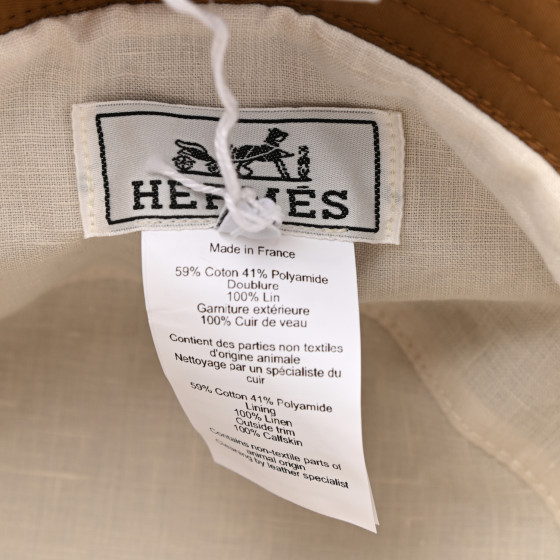 HERMÈS
Made in France
59% Coton 41% Polyamide
Doublure
100% Lin
Garniture extérieure
100% Cuir de veau
Contient des parties non textiles
d'origine animale
Nettoyage par un spécialiste du
cuir
59% Cotton 41% Polyamide
Lining
100% Linen
Outside trim
100% Calfskin
Contains non-textile parts of
animal origin
Cleaning by leather specialist